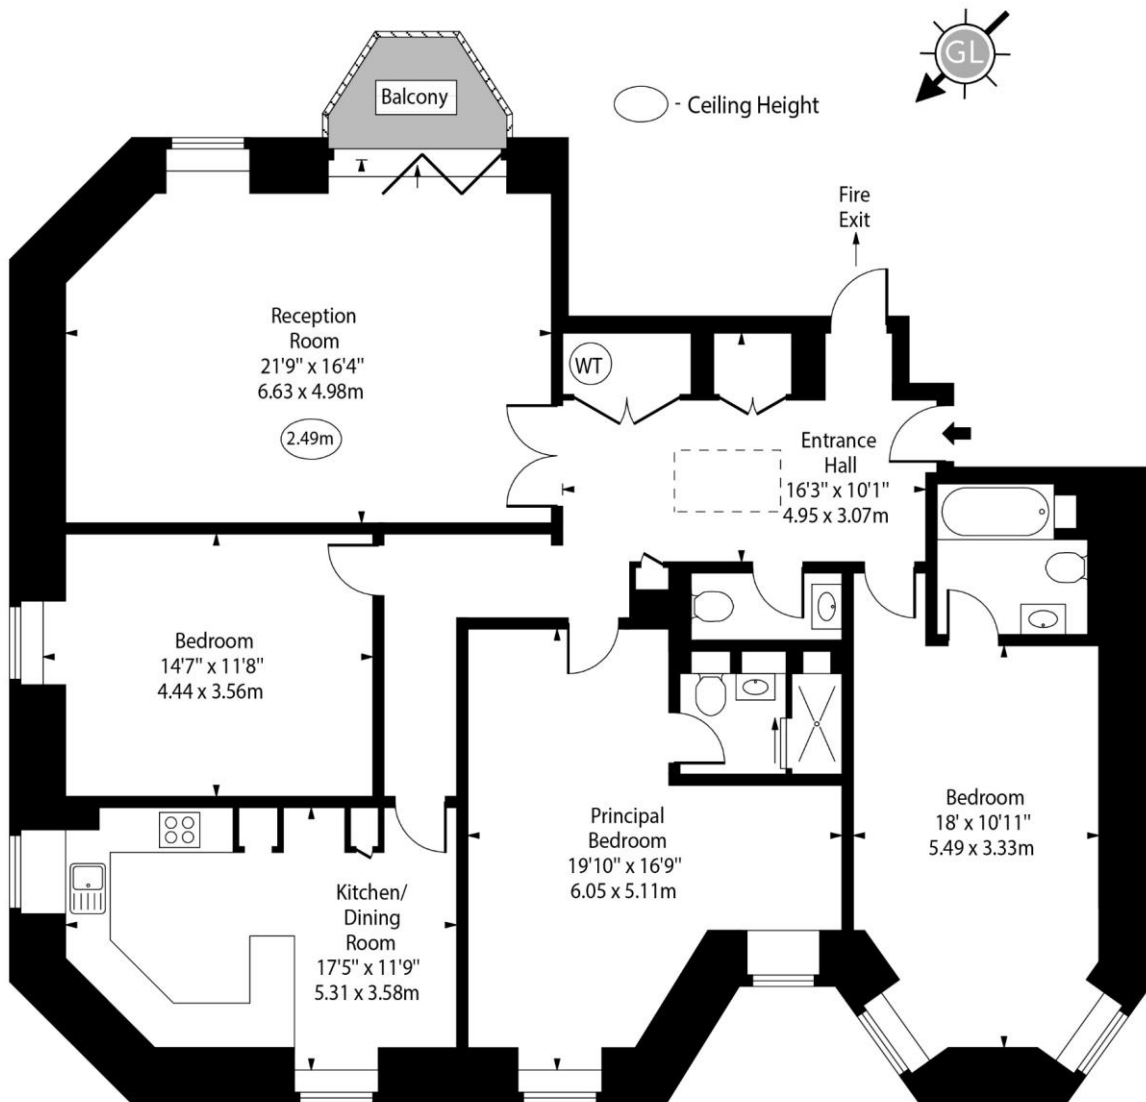 GL
Balcony
- Ceiling Height
Fire
Exit
Reception
Room
21'9" x 16'4"
6.63 x 4.98m
2.49m
WT
Entrance
Hall
16'3" x 10'1"
4.95 x 3.07m
Bedroom
14'7" x 11'8"
4.44 x 3.56m
Principal
Bedroom
19'10" x 16'9"
6.05 x 5.11m
Bedroom
18' x 10'11"
5.49 x 3.33m
Kitchen/
Dining
Room
17'5" x 11'9"
5.31 x 3.58m